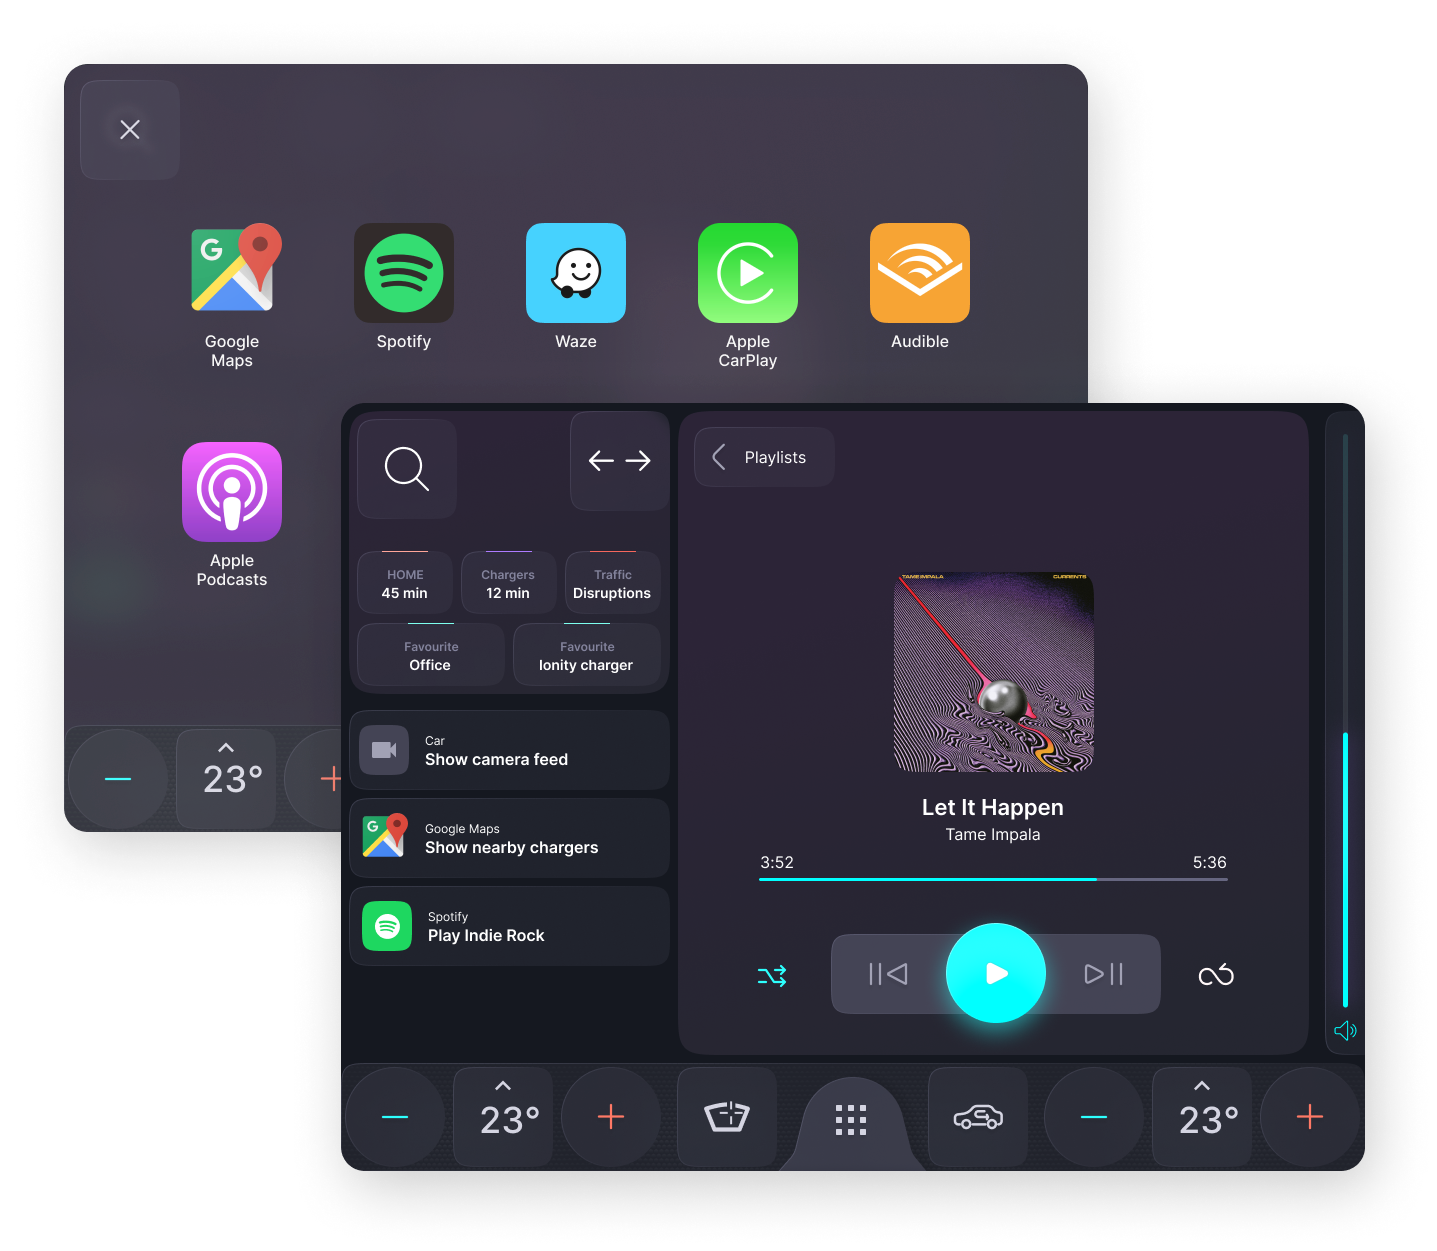 Google
Maps
Spotify
Waze
Apple
CarPlay
Audible
Apple
Podcasts
23°
Playlists
HOME
45 min
Chargers
12 min
Traffic
Disruptions
Favourite
Office
Favourite
Ionity charger
Car
Show camera feed
G
Google Maps
Show nearby chargers
Spotify
Play Indie Rock
TAME IMPALA
CURRENTS
Let It Happen
Tame Impala
3:52
5:36
23°
23°